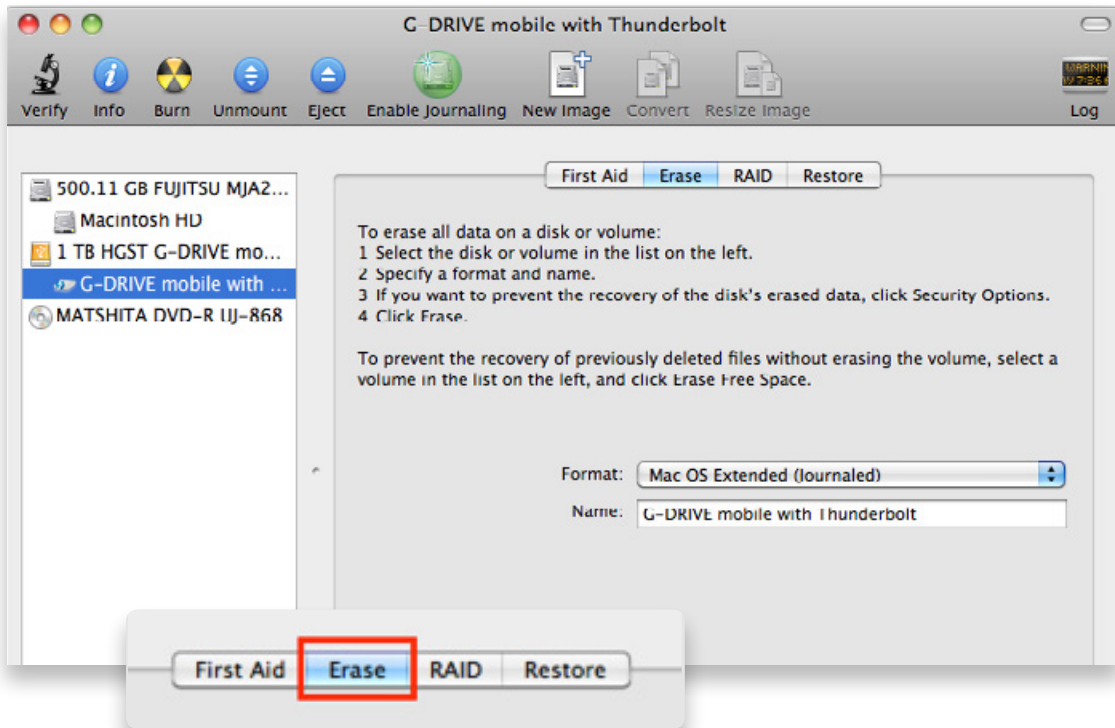 G-DRIVE mobile with Thunderbolt
Verify Info Burn Unmount Eject Enable Journaling New Image Convert Resize Image Log
First Aid Erase RAID Restore
500.11 GB FUJITSU MJA2...
Macintosh HD
1 TB HGST G-DRIVE mo...
G-DRIVE mobile with ...
MATSHITA DVD-R UJ-868
To erase all data on a disk or volume:
1 Select the disk or volume in the list on the left.
2 Specify a format and name.
3 If you want to prevent the recovery of the disk's erased data, click Security Options.
4 Click Erase.
To prevent the recovery of previously deleted files without erasing the volume, select a
volume in the list on the left, and click Erase Free Space.
Format: Mac OS Extended (Journaled)
Name: G-DRIVE mobile with Thunderbolt
First Aid Erase RAID Restore